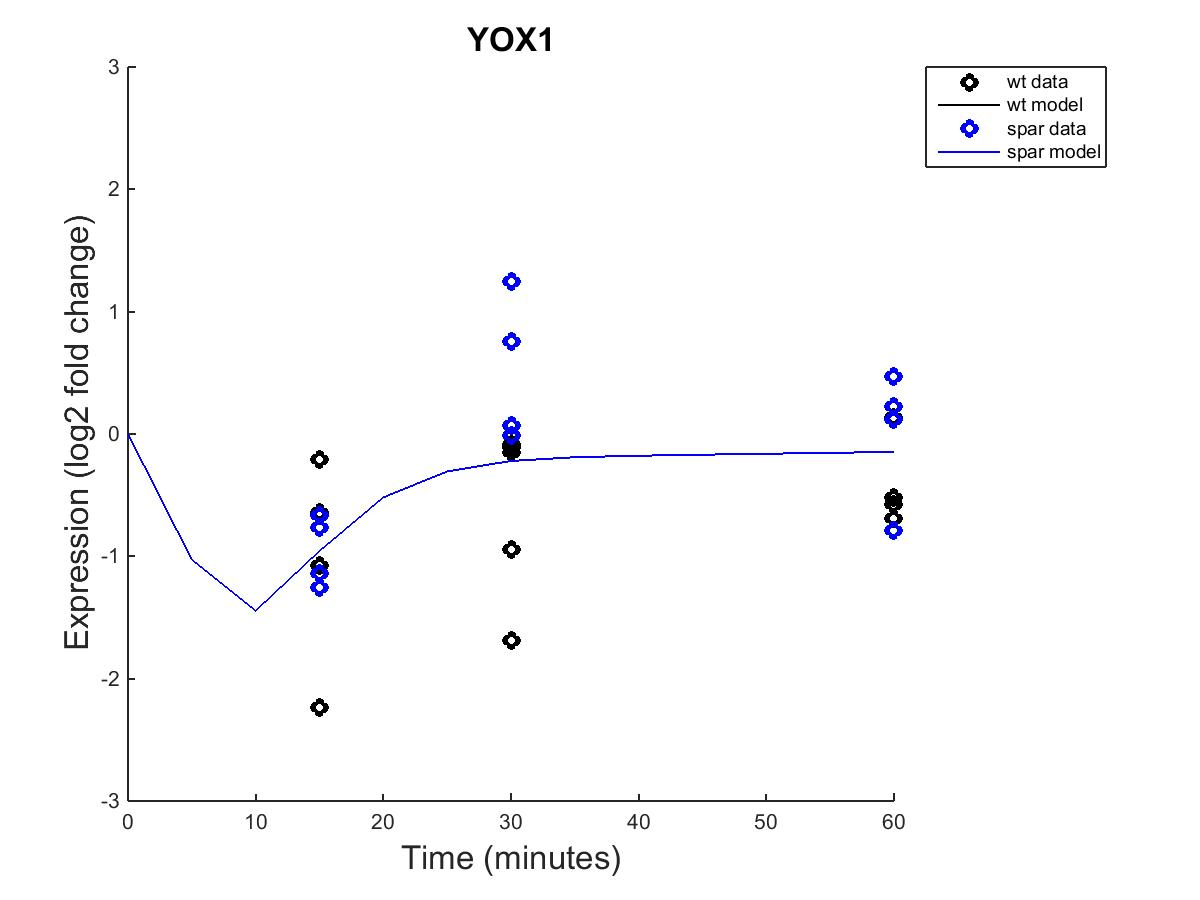 YOX1
wt data
wt model
spar data
spar model
Expression (log2 fold change)
3
2
1
0
-1
-2
-3
0 10 20 30 40 50 60
Time (minutes)